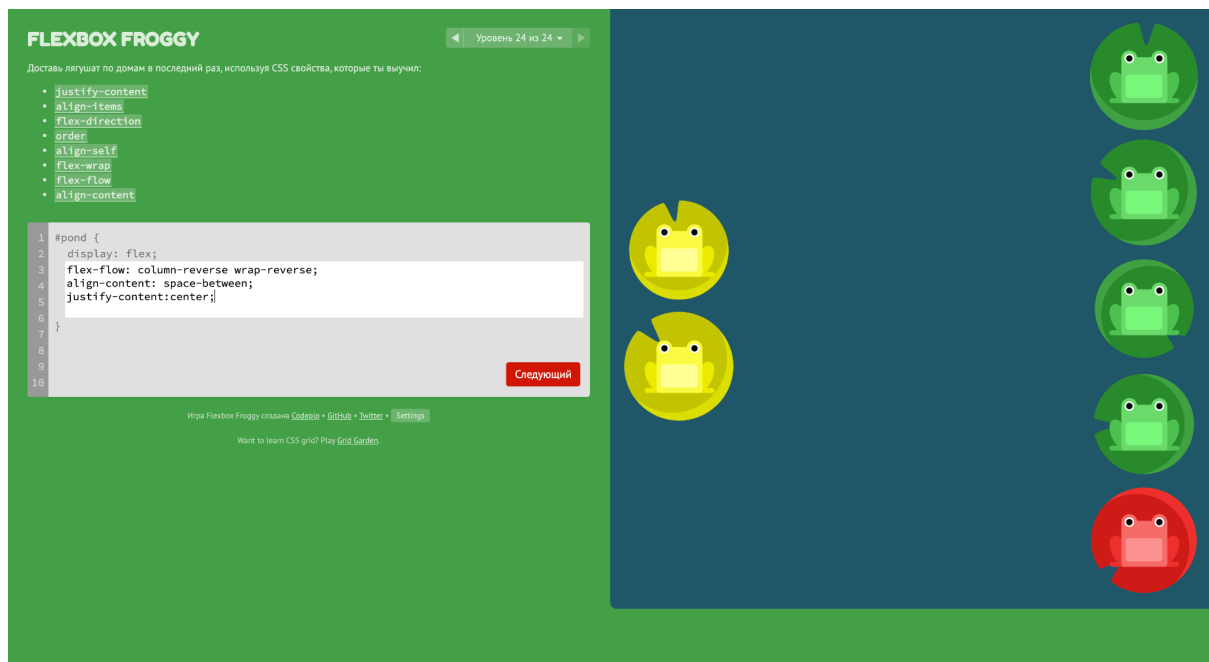 FLEXBOX FROGGY
◀ Уровень 24 из 24 ▶
Доставь лягушат по домам в последний раз, используя CSS свойства, которые ты выучил:
• justify-content
• align-items
• flex-direction
• order
• align-self
• flex-wrap
• flex-flow
• align-content
1 #pond {
2 display: flex;
3 flex-flow: column-reverse wrap-reverse;
4 align-content: space-between;
5 justify-content:center;
6
7 }
8
9
10
Следующий
Игра Flexbox Froggy создана Codepip • GitHub • Twitter • Settings
Want to learn CSS grid? Play Grid Garden.